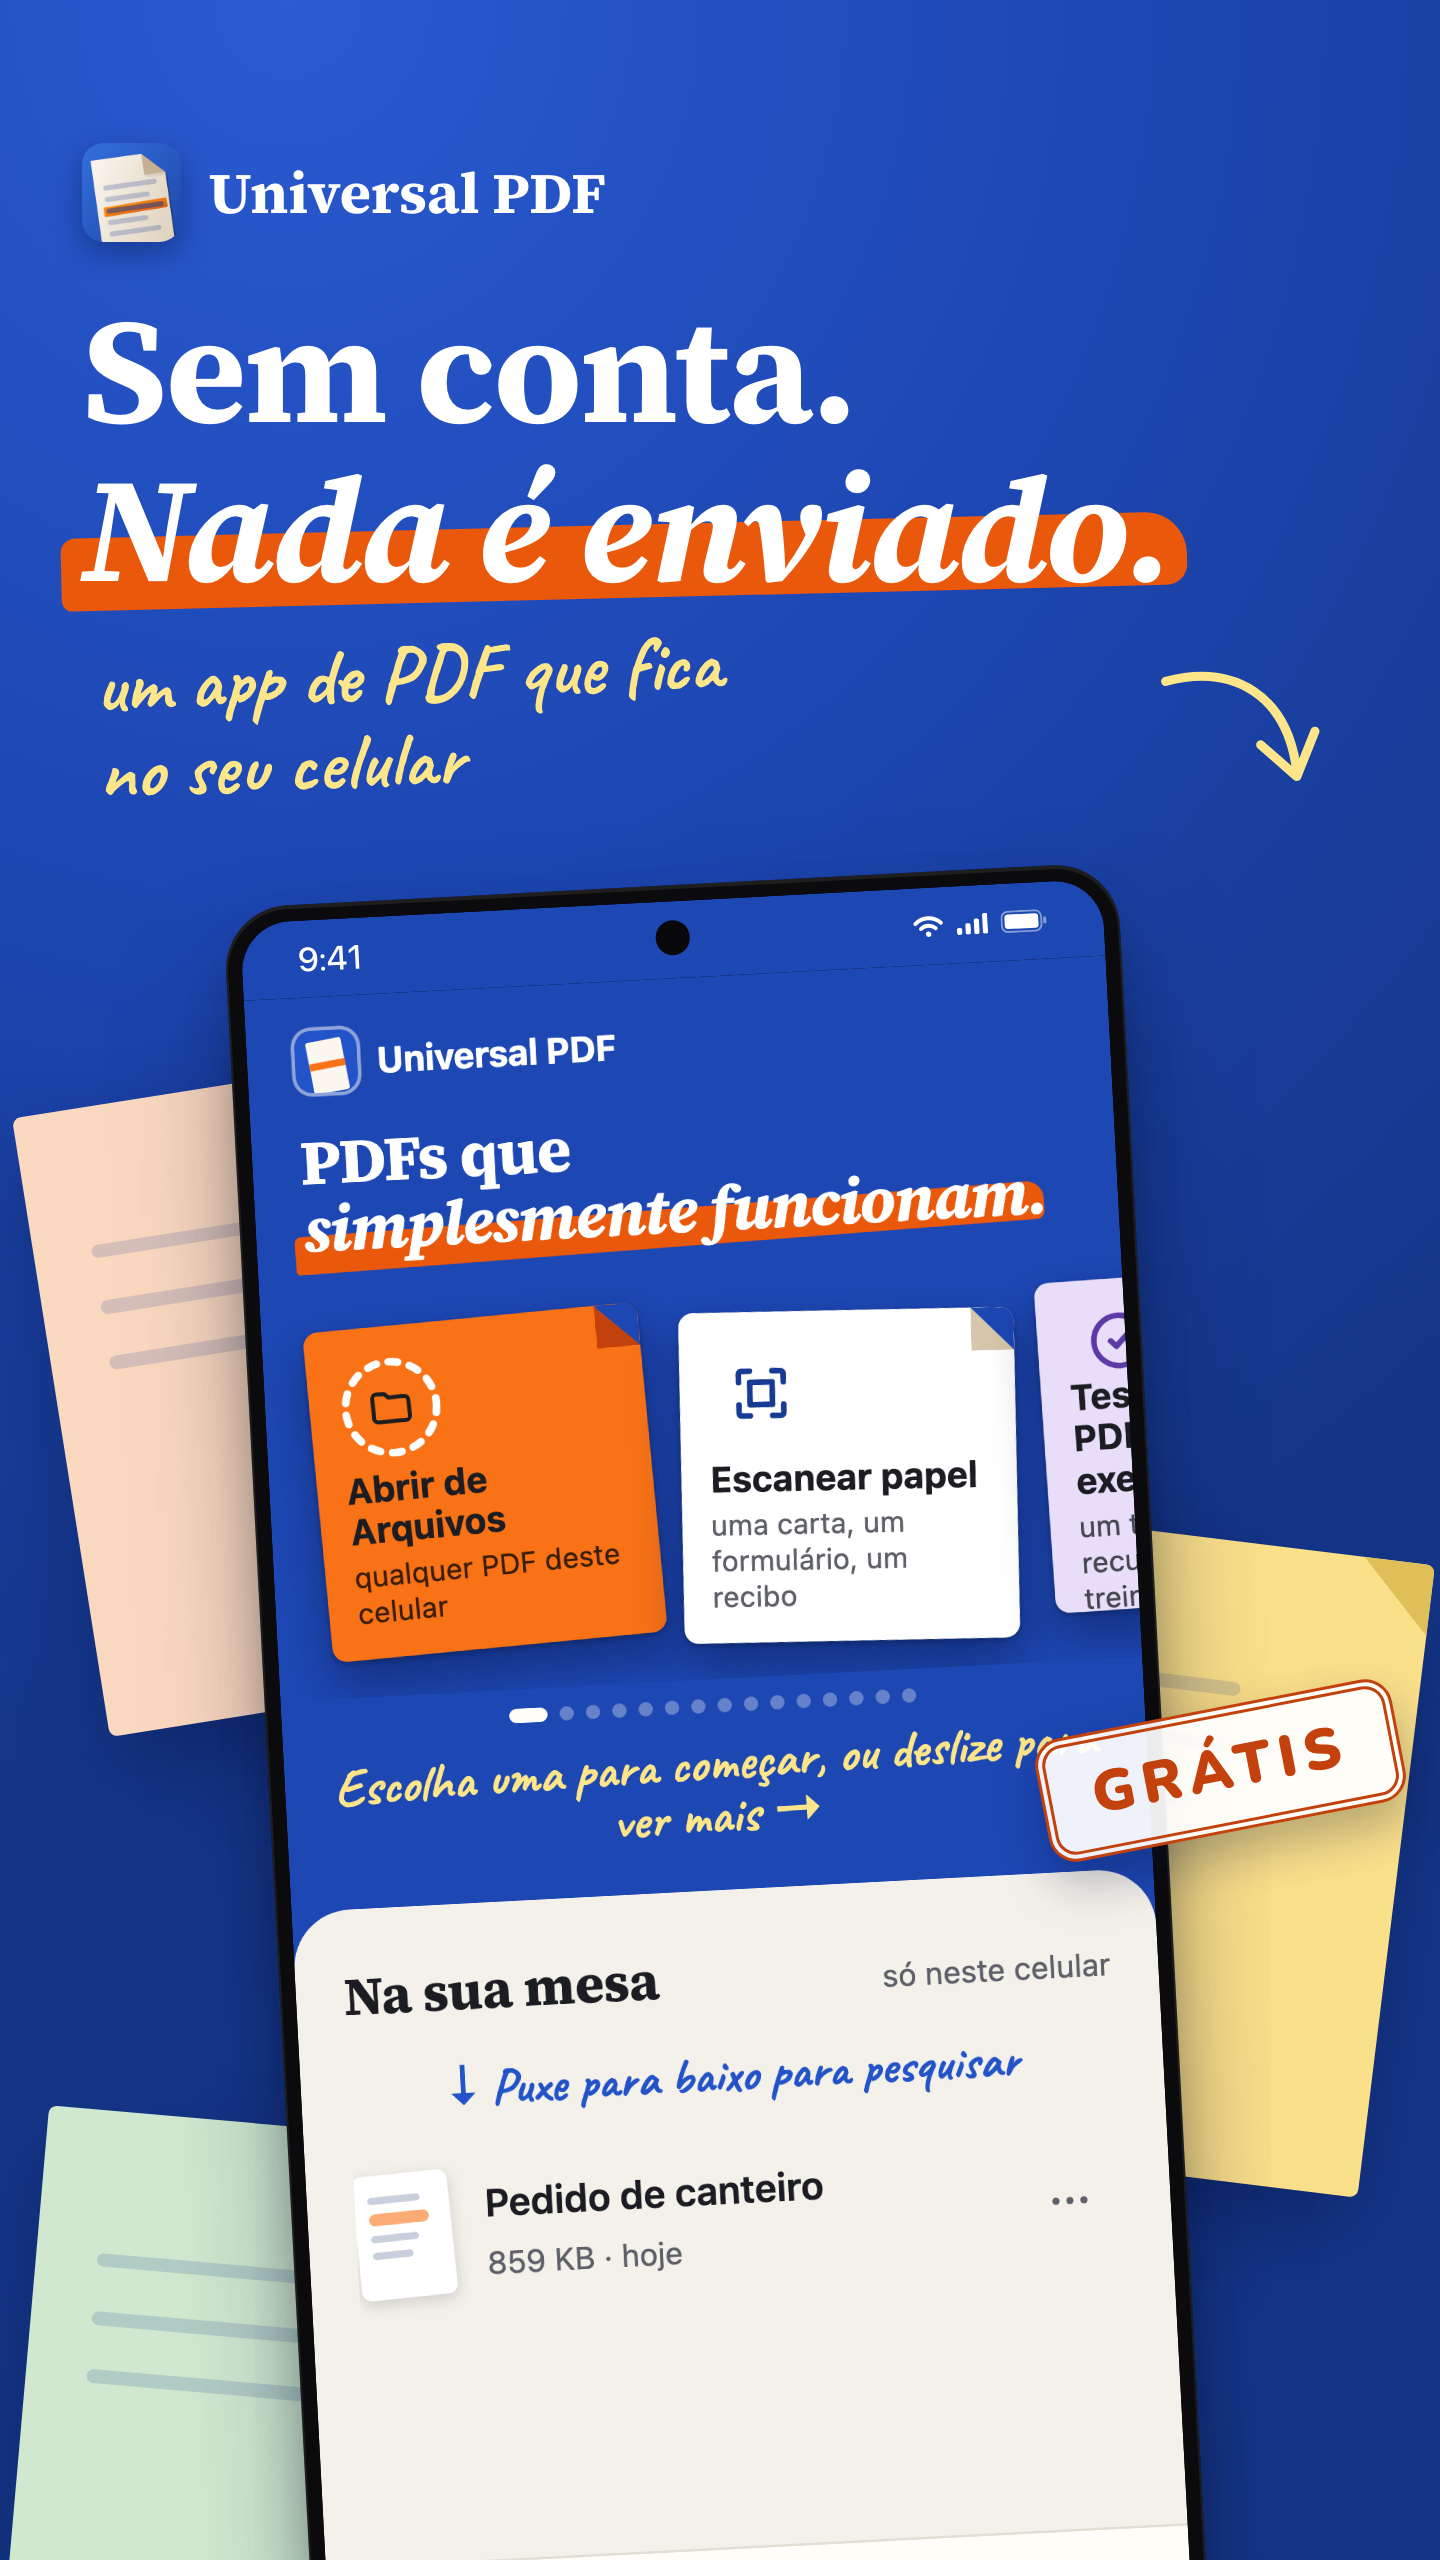 Universal PDF
Sem conta.
Nada é enviado.
um app de PDF que fica
no seu celular
9:41
Universal PDF
PDFs que
simplesmente funcionam.
Abrir de
Arquivos
qualquer PDF deste
celular
Escanear papel
uma carta, um
formulário, um
recibo
um
Escolha uma para começar, ou deslize para
ver mais →
GRÁTIS
Na sua mesa
só neste celular
↓ Puxe para baixo para pesquisar
Pedido de canteiro
859 KB · hoje